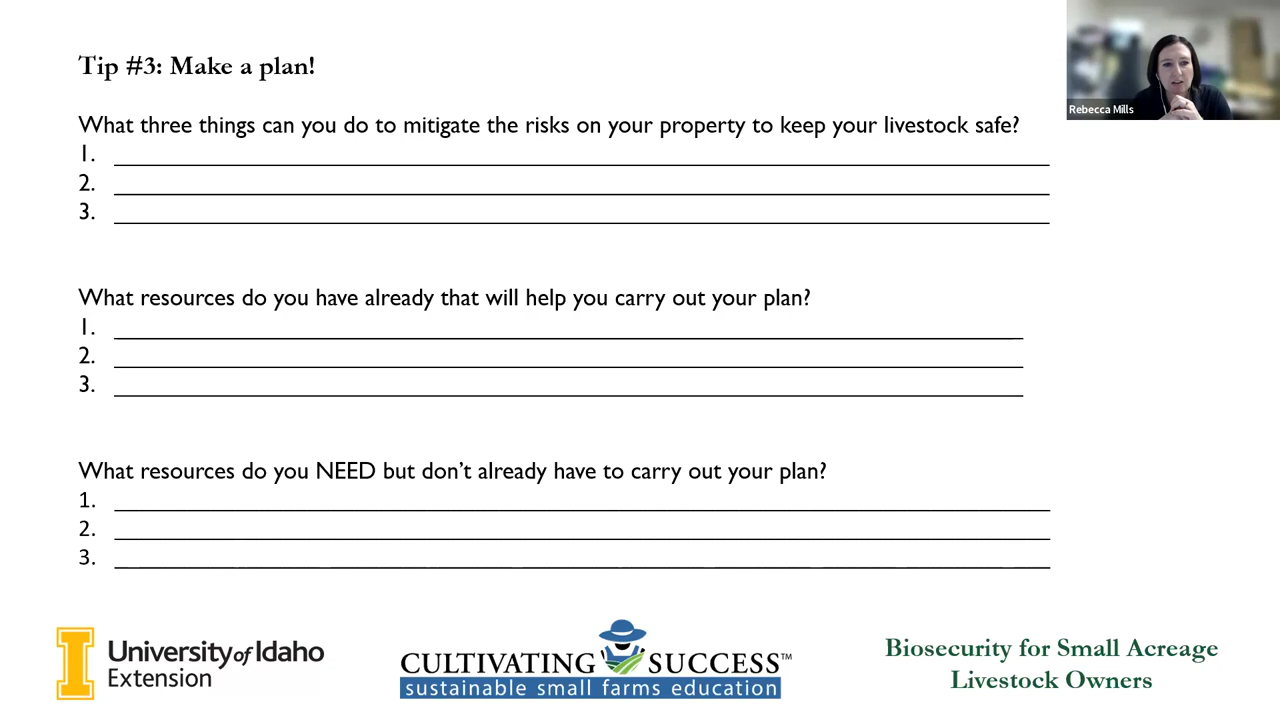 Tip #3: Make a plan!
Rebecca Mills
What three things can you do to mitigate the risks on your property to keep your livestock safe?
1.
2.
3.
What resources do you have already that will help you carry out your plan?
1.
2.
3.
What resources do you NEED but don’t already have to carry out your plan?
1.
2.
3.
I
University of Idaho
Extension
CULTIVATING SUCCESS™
sustainable small farms education
Biosecurity for Small Acreage
Livestock Owners